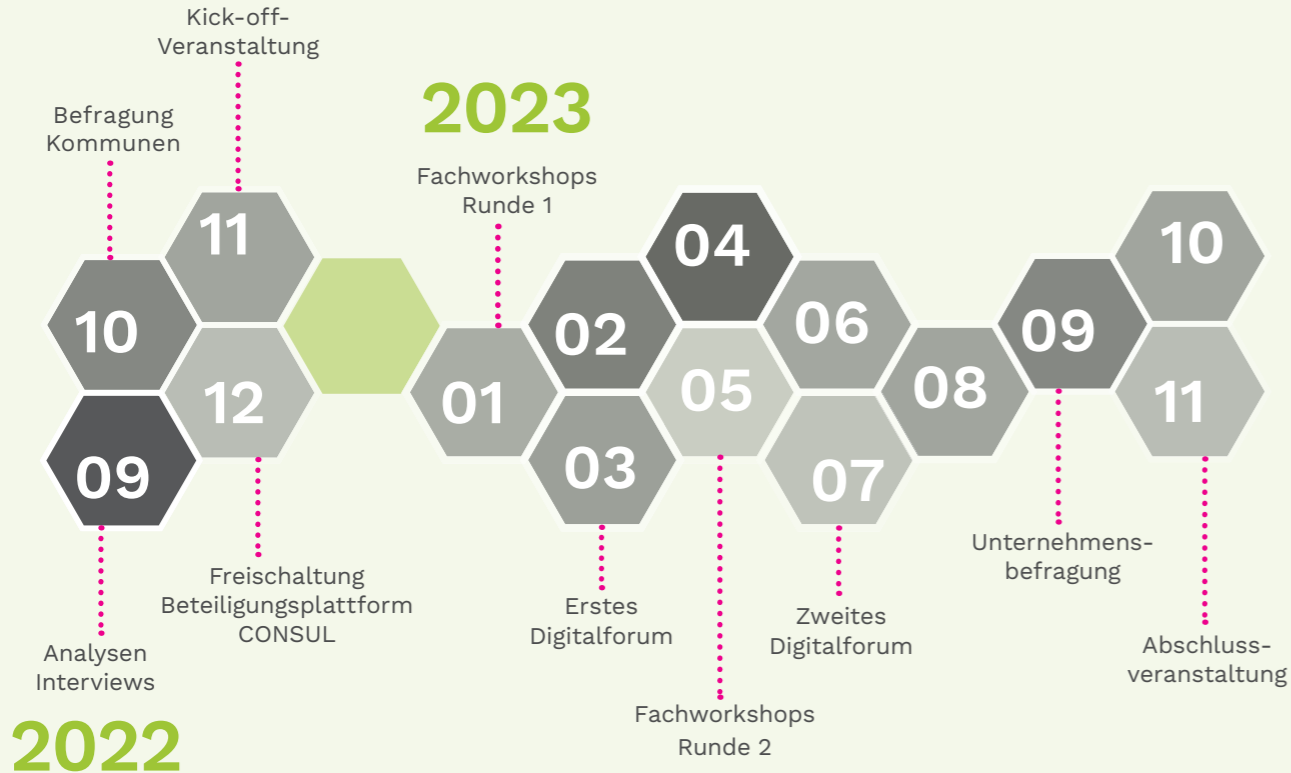 Kick-off-
Veranstaltung
Befragung
Kommunen
2023
Fachworkshops
Runde 1
11
04
10
10
02
06
09
12
01
05
08
11
09
03
07
Analysen
Interviews
2022
Freischaltung
Beteiligungsplattform
CONSUL
Erstes
Digitalforum
Fachworkshops
Runde 2
Zweites
Digitalforum
Unternehmens-
befragung
Abschluss-
veranstaltung